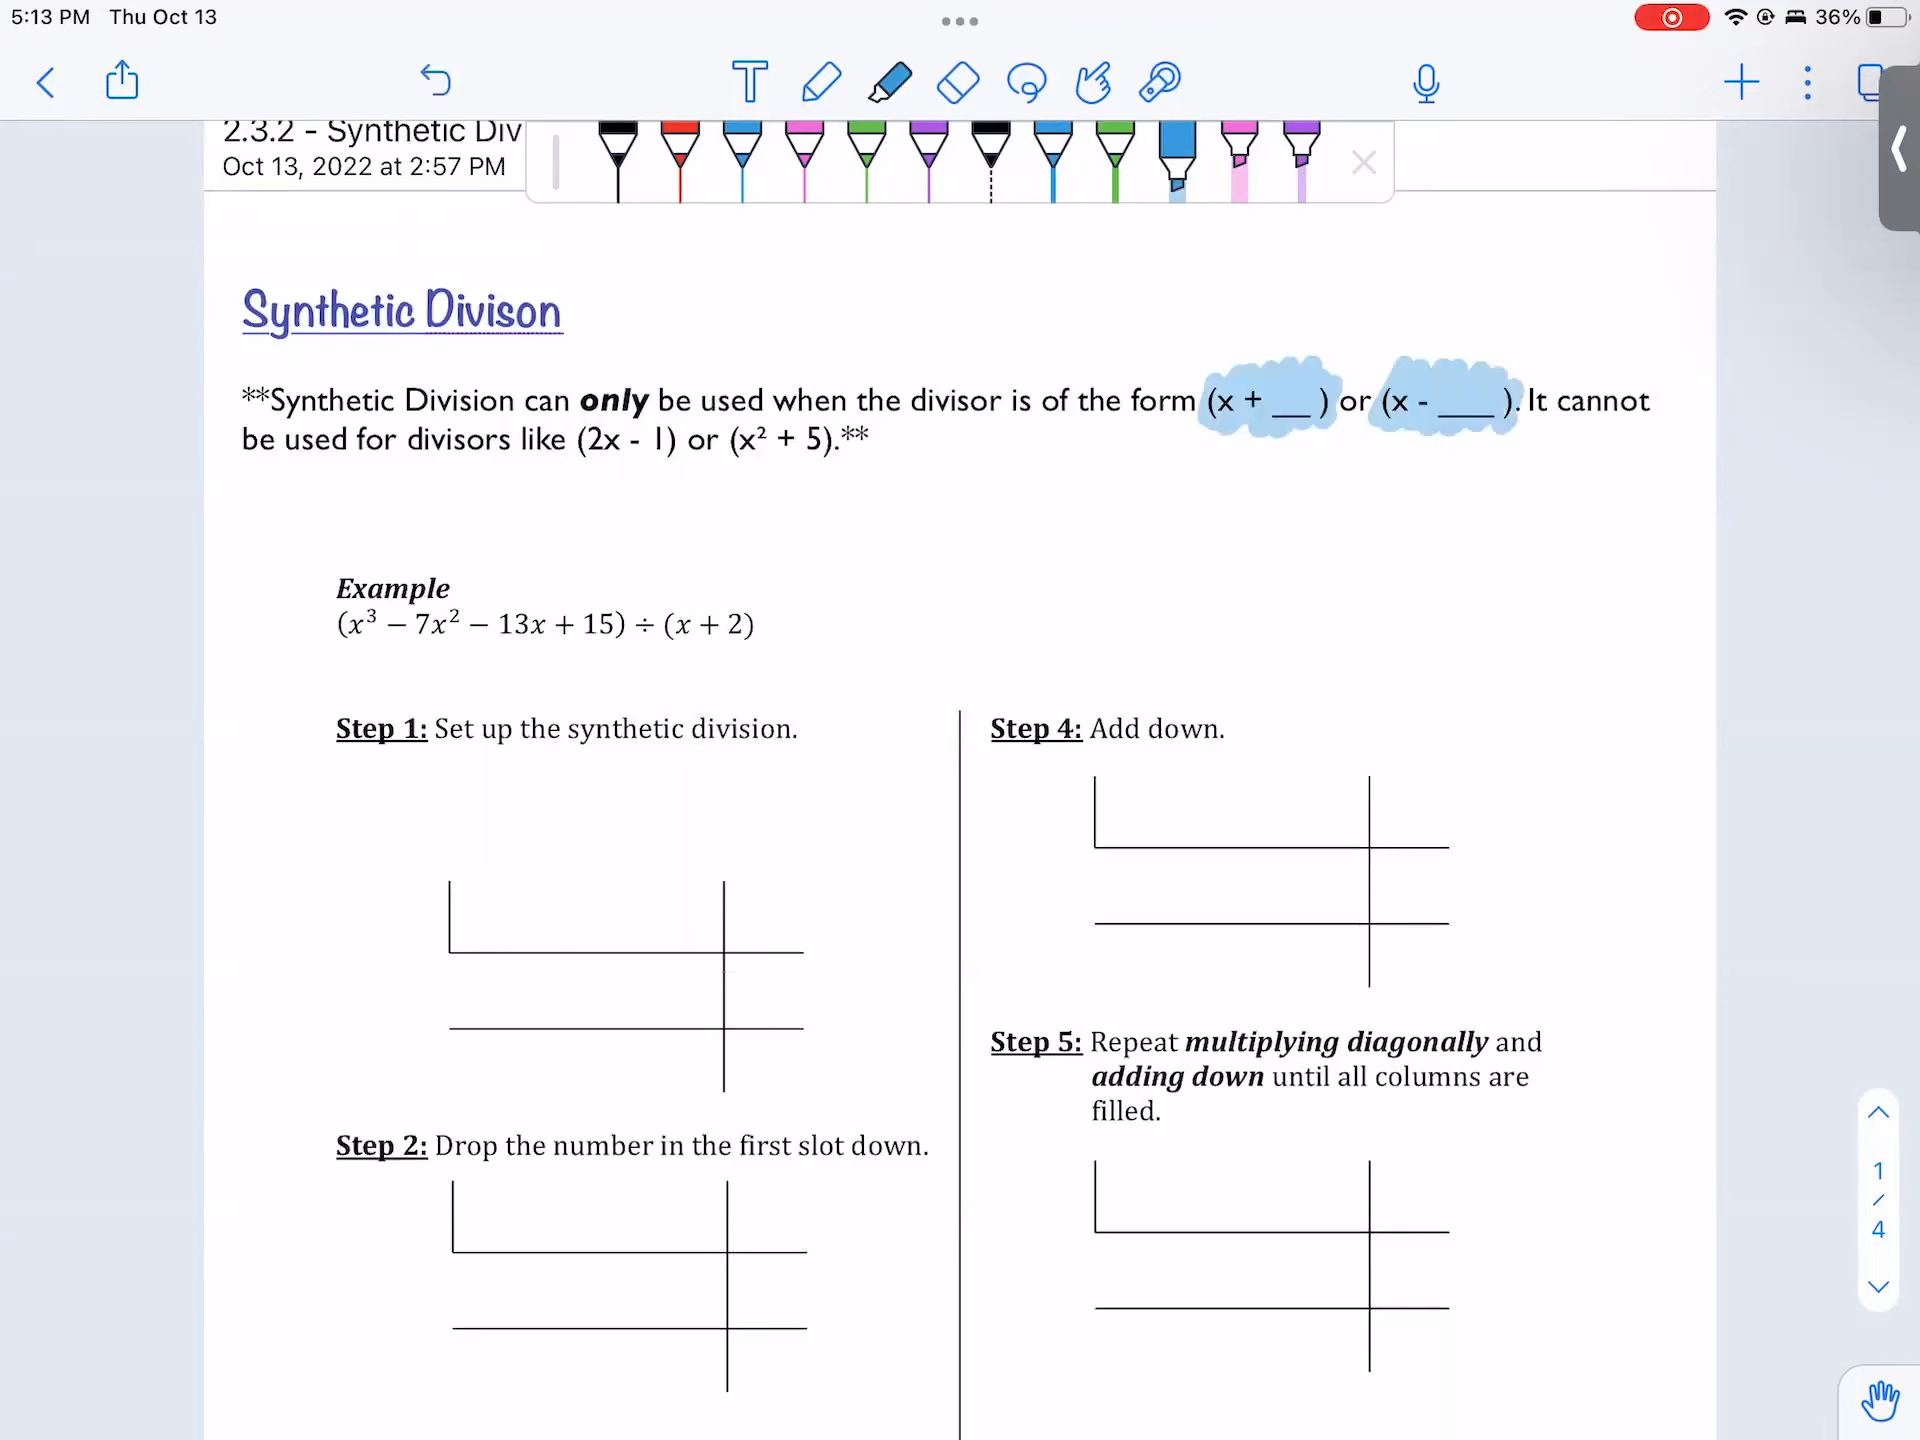 5:13 PM Thu Oct 13
36%
2.3.2 - Synthetic Div
Oct 13, 2022 at 2:57 PM
Synthetic Divison
**Synthetic Division can only be used when the divisor is of the form (x + __ ) or (x - ___ ). It cannot
be used for divisors like (2x - 1) or (x² + 5).**
Example
(x³ − 7x² − 13x + 15) ÷ (x + 2)
Step 1: Set up the synthetic division.
Step 2: Drop the number in the first slot down.
Step 4: Add down.
Step 5: Repeat multiplying diagonally and
adding down until all columns are
filled.
1
/
4